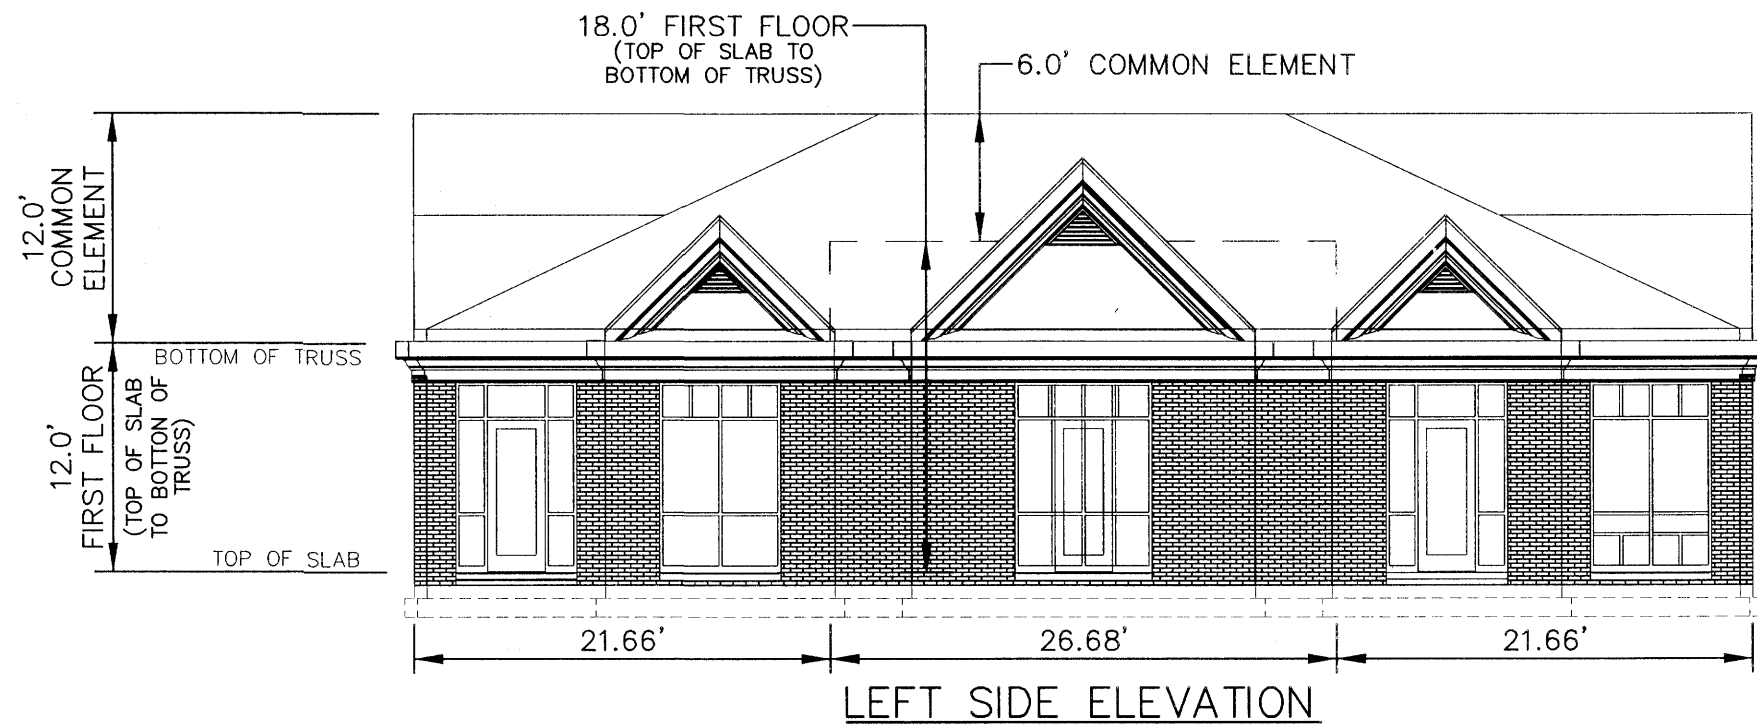 18.0' FIRST FLOOR
(TOP OF SLAB TO
BOTTOM OF TRUSS)
6.0' COMMON ELEMENT
12.0'
COMMON
ELEMENT
BOTTOM OF TRUSS
12.0'
FIRST FLOOR
(TOP OF SLAB
TO BOTTOM OF
TRUSS)
TOP OF SLAB
21.66'
26.68'
21.66'
LEFT SIDE ELEVATION